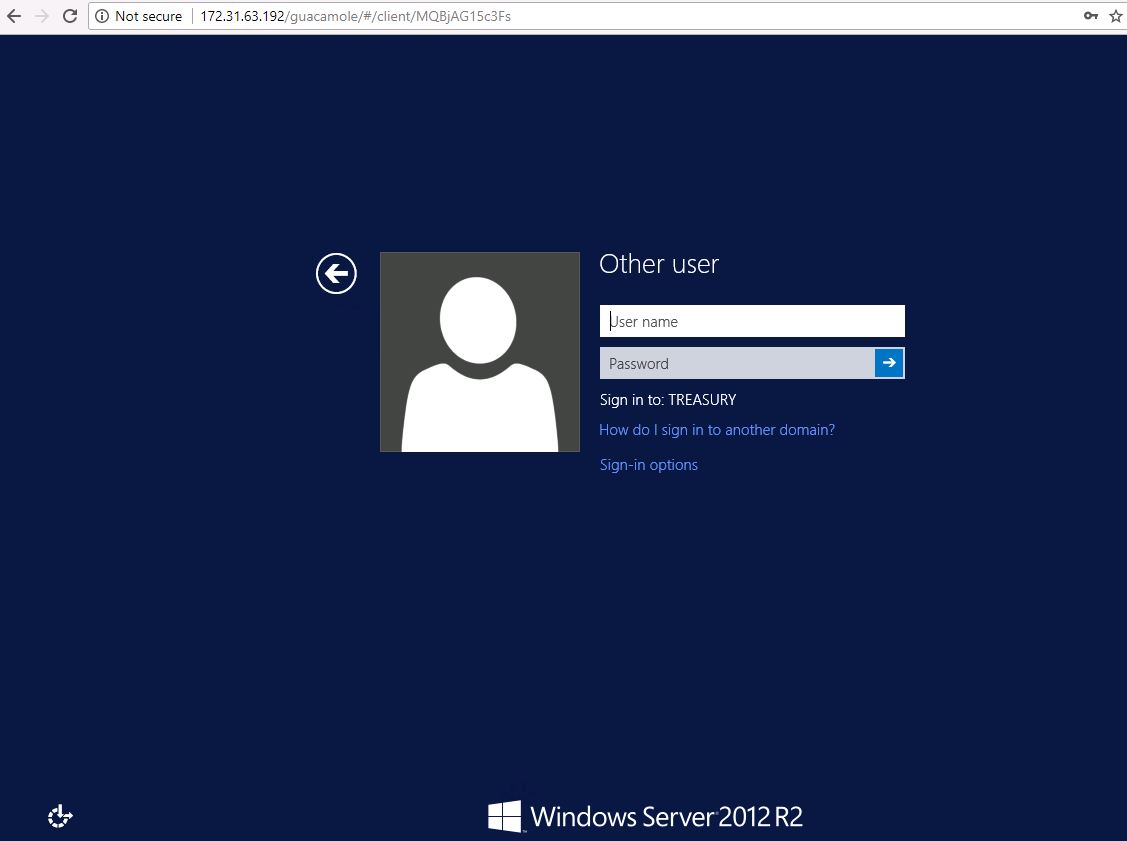 Not secure 172.31.63.192/guacamole/#/client/MQBjAG15c3Fs
Other user
User name
Password
Sign in to: TREASURY
How do I sign in to another domain?
Sign-in options
Windows Server 2012 R2